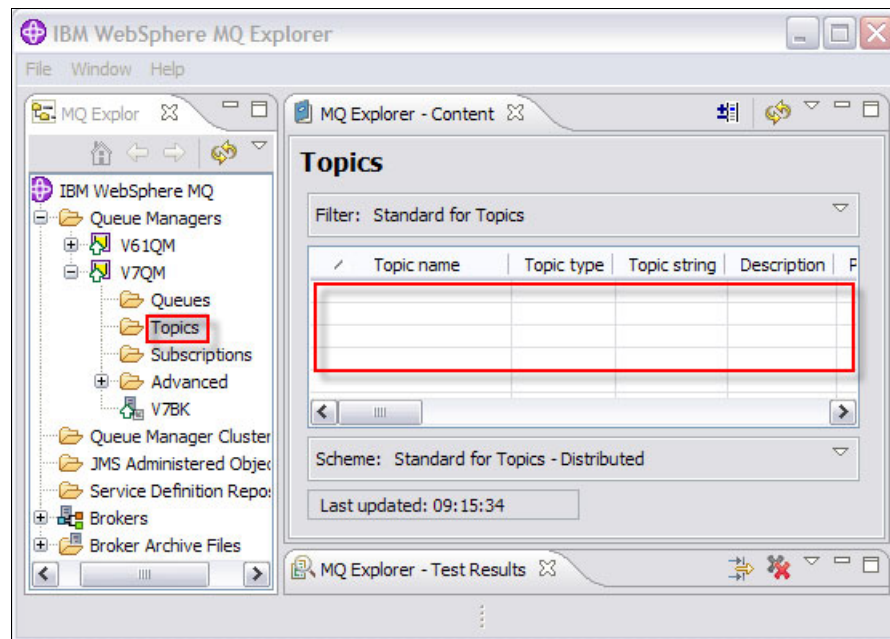 IBM WebSphere MQ Explorer
File Window Help
MQ Explor
IBM WebSphere MQ
Queue Managers
V61QM
V7QM
Queues
Topics
Subscriptions
Advanced
V7BK
Queue Manager Cluster
JMS Administered Objec
Service Definition Repo:
Brokers
Broker Archive Files
MQ Explorer - Content
Topics
Filter: Standard for Topics
Topic name Topic type Topic string Description P
Scheme: Standard for Topics - Distributed
Last updated: 09:15:34
MQ Explorer - Test Results